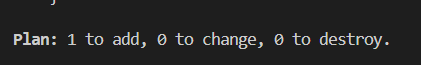 Plan: 1 to add, 0 to change, 0 to destroy.